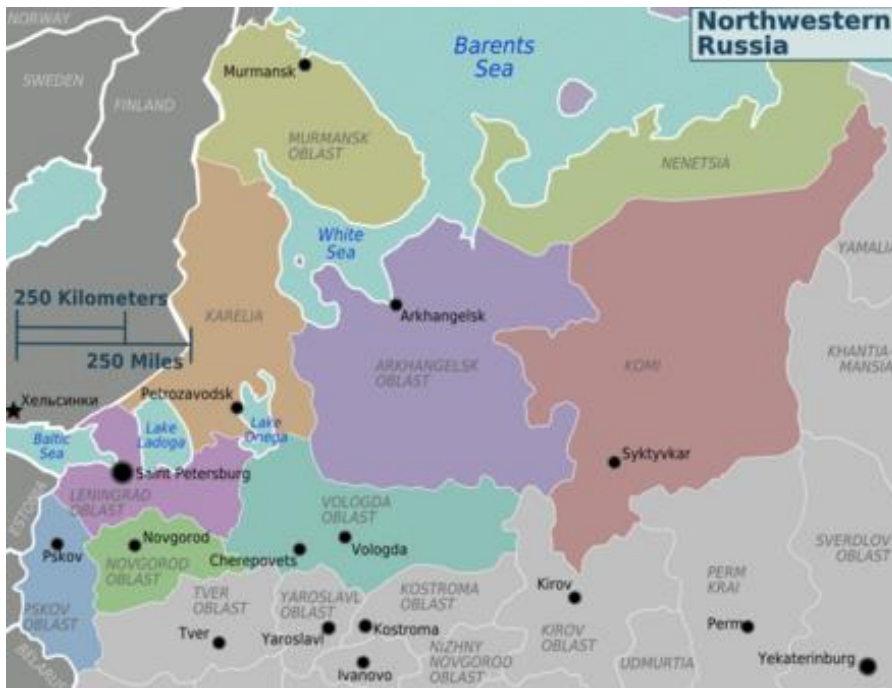 NORWAY
Northwestern
Russia
Barents
Sea
Murmansk
SWEDEN
FINLAND
MURMANSK
OBLAST
NENETSIA
White
Sea
YAMALIA
250 Kilometers
Arkhangelsk
KARELIA
250 Miles
ARKHANGELSK
OBLAST
KOMI
KHANTIA-
MANSIA
Хельсинки
Petrozavodsk
Baltic
Sea
Lake
Ladoga
Lake
Onega
Saint Petersburg
Syktyvkar
LENINGRAD
OBLAST
ESTONIA
VOLOGDA
OBLAST
Pskov
Novgorod
NOVGOROD
OBLAST
Cherepovets
Vologda
SVERDLOV
OBLAST
PSKOV
OBLAST
TVER
OBLAST
YAROSLAVL
OBLAST
KOSTROMA
OBLAST
Kirov
PERM
KRAI
Tver
Yaroslavl
Kostroma
KIROV
OBLAST
Perm
BELARUS
Ivanovo
NIZHNY
NOVGOROD
OBLAST
UDMURTIA
Yekaterinburg